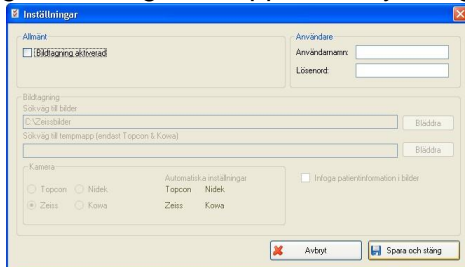 Inställningar
Allmänt
Bildtagning aktiverad
Användare
Användarnamn:
Lösenord:
Bildtagning
Sökväg till bilder
C:\Zeissbilder
Bläddra
Sökväg till tempmapp (endast Topcon & Kowa)
Bläddra
Kamera
Topcon Nidek
Zeiss Kowa
Automatiska inställningar
Topcon Nidek
Zeiss Kowa
Infoga patientinformation i bilder
Avbryt
Spara och stäng